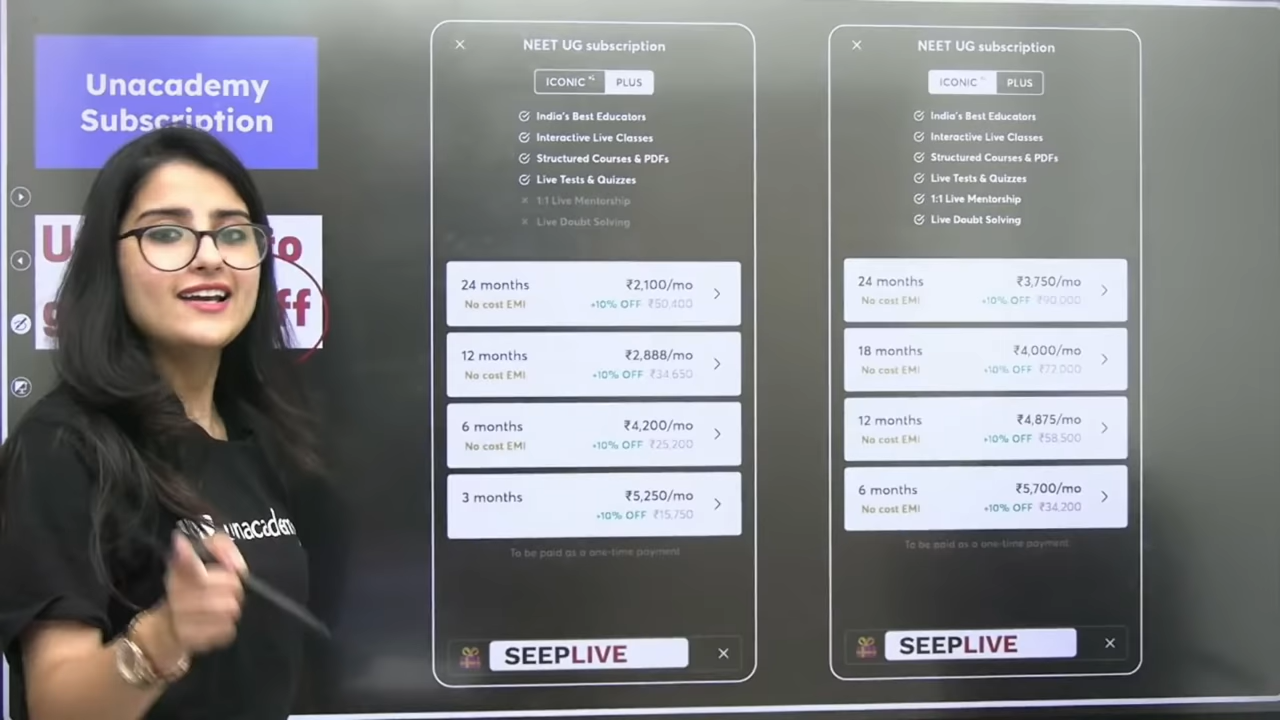 Unacademy
Subscription
U to
g ff
unacadem
NEET UG subscription
ICONIC PLUS
India's Best Educators
Interactive Live Classes
Structured Courses & PDFs
Live Tests & Quizzes
× 1:1 Live Mentorship
× Live Doubt Solving
24 months ₹2,100/mo
No cost EMI +10% OFF ₹50,400
12 months ₹2,888/mo
No cost EMI +10% OFF ₹34,650
6 months ₹4,200/mo
No cost EMI +10% OFF ₹25,200
3 months ₹5,250/mo
+10% OFF ₹15,750
To be paid as a one-time payment
SEEPLIVE
NEET UG subscription
ICONIC PLUS
India's Best Educators
Interactive Live Classes
Structured Courses & PDFs
Live Tests & Quizzes
1:1 Live Mentorship
Live Doubt Solving
24 months ₹3,750/mo
No cost EMI +10% OFF ₹90,000
18 months ₹4,000/mo
No cost EMI +10% OFF ₹72,000
12 months ₹4,875/mo
No cost EMI +10% OFF ₹58,500
6 months ₹5,700/mo
No cost EMI +10% OFF ₹34,200
To be paid as a one-time payment
SEEPLIVE